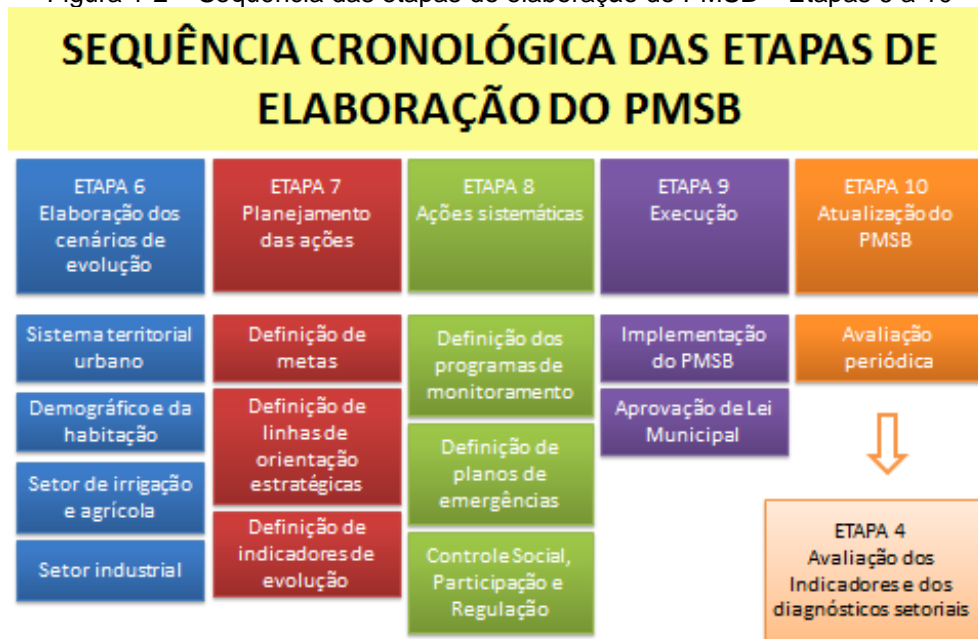 SEQUÊNCIA CRONOLÓGICA DAS ETAPAS DE
ELABORAÇÃO DO PMSB
ETAPA 6
Elaboração dos
cenários de
evolução
Sistema territorial
urbano
Demográfico e da
habitação
Setor de irrigação
e agrícola
Setor industrial
ETAPA 7
Planejamento
das ações
Definição de
metas
Definição de
linhas de
orientação
estratégicas
Definição de
indicadores de
evolução
ETAPA 8
Ações sistemáticas
Definição dos
programas de
monitoramento
Definição de
planos de
emergências
Controle Social,
Participação e
Regulação
ETAPA 9
Execução
Implementação
do PMSB
Aprovação de Lei
Municipal
ETAPA 10
Atualização do
PMSB
Avaliação
periódica
ETAPA 4
Avaliação dos
Indicadores e dos
diagnósticos setoriais